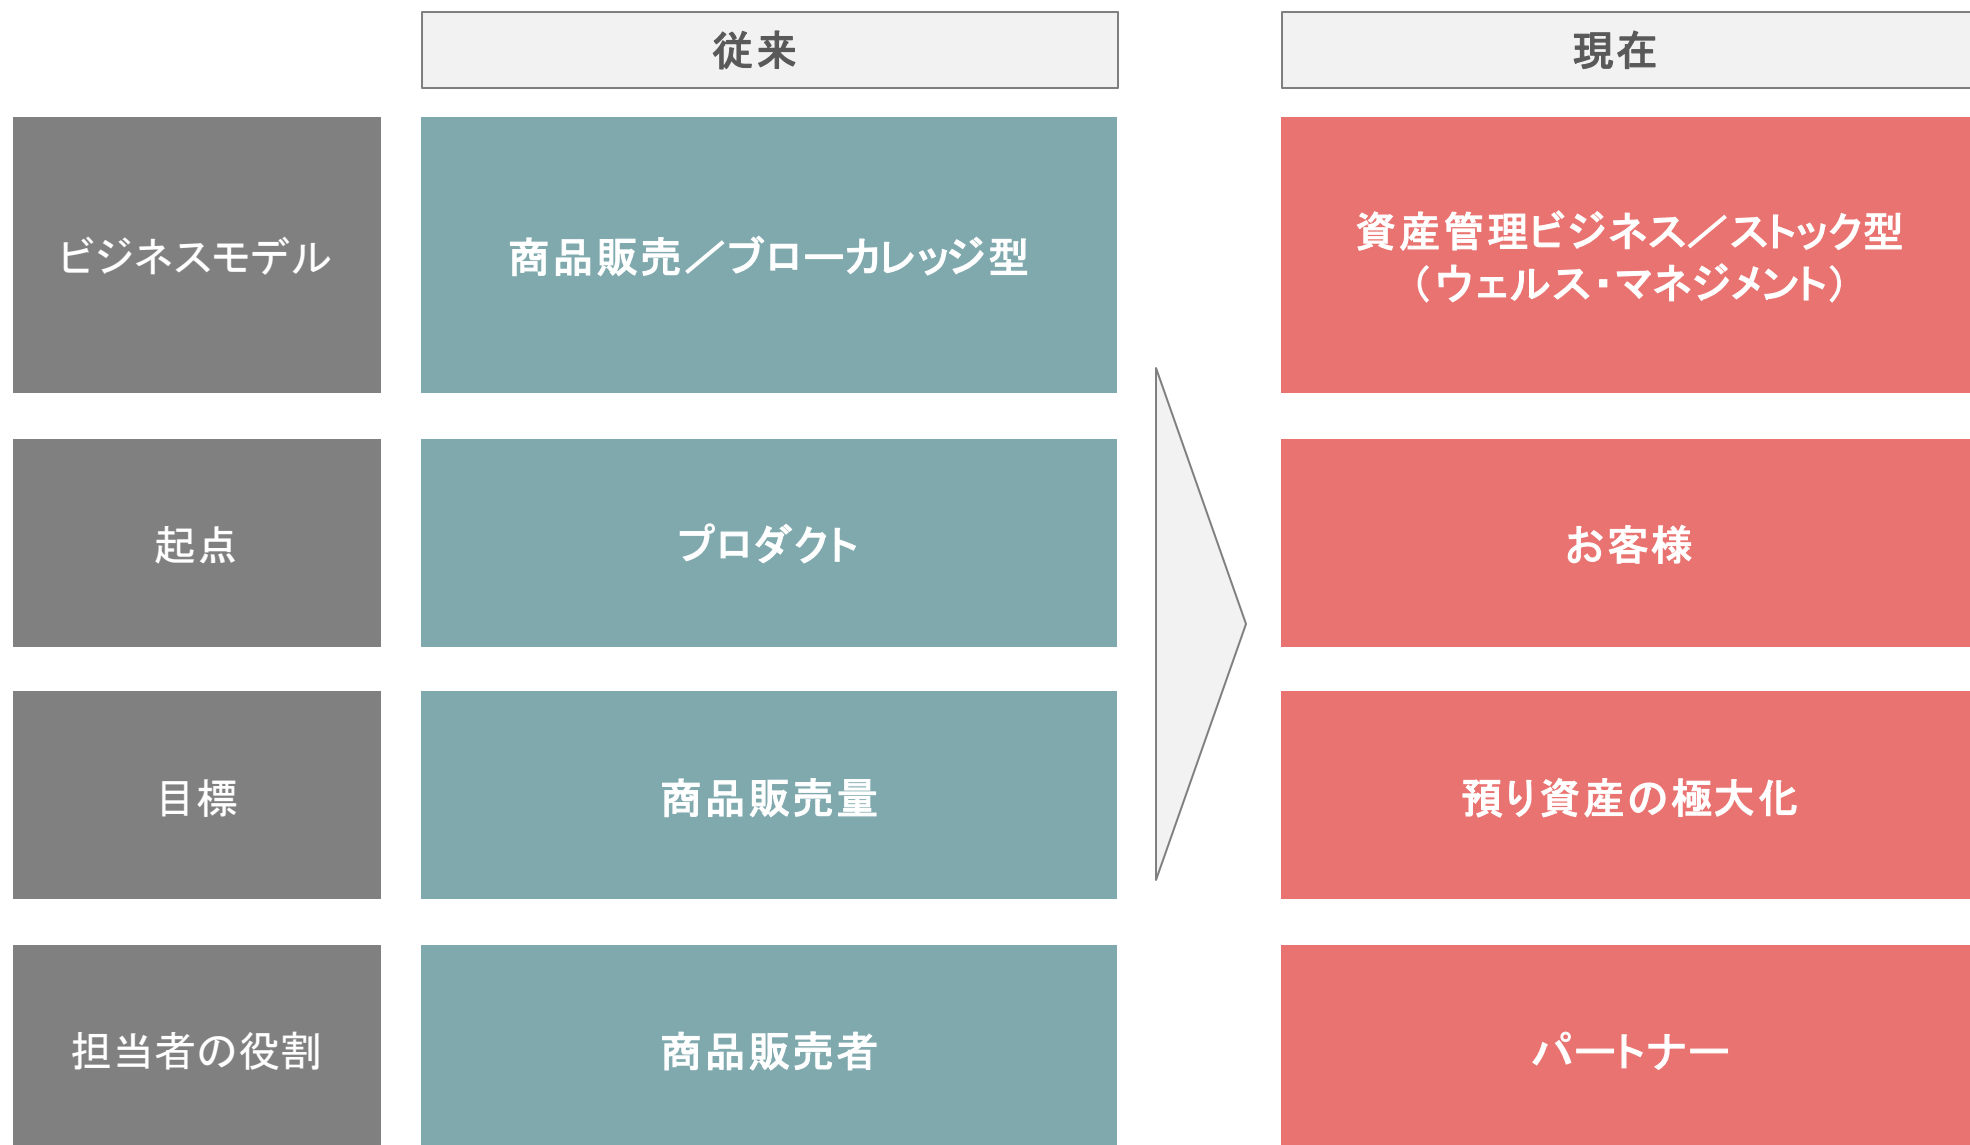 従来
現在
ビジネスモデル
商品販売／ブローカレッジ型
資産管理ビジネス／ストック型
（ウェルス・マネジメント）
起点
プロダクト
お客様
目標
商品販売量
預り資産の極大化
担当者の役割
商品販売者
パートナー